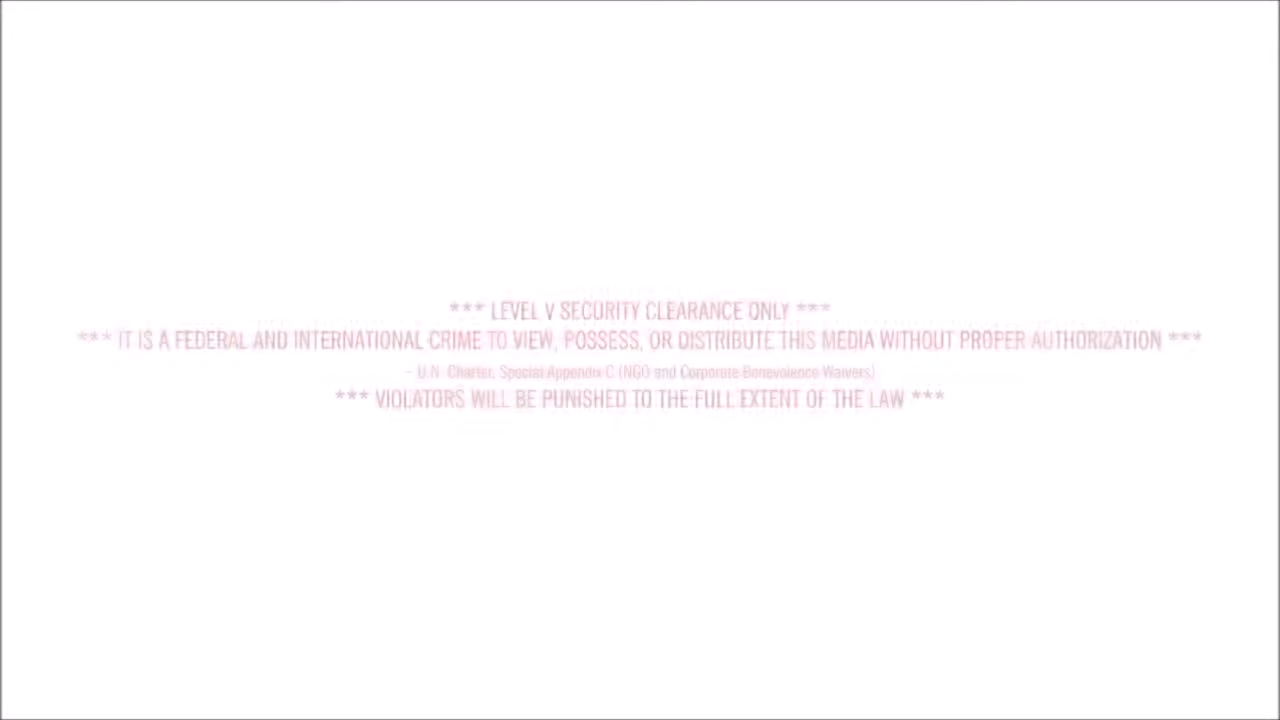 *** LEVEL V SECURITY CLEARANCE ONLY ***
*** IT IS A FEDERAL AND INTERNATIONAL CRIME TO VIEW, POSSESS, OR DISTRIBUTE THIS MEDIA WITHOUT PROPER AUTHORIZATION ***
– U.N. Charter, Special Appendix C (NGO and Corporate Benevolence Waivers)
*** VIOLATORS WILL BE PUNISHED TO THE FULL EXTENT OF THE LAW ***